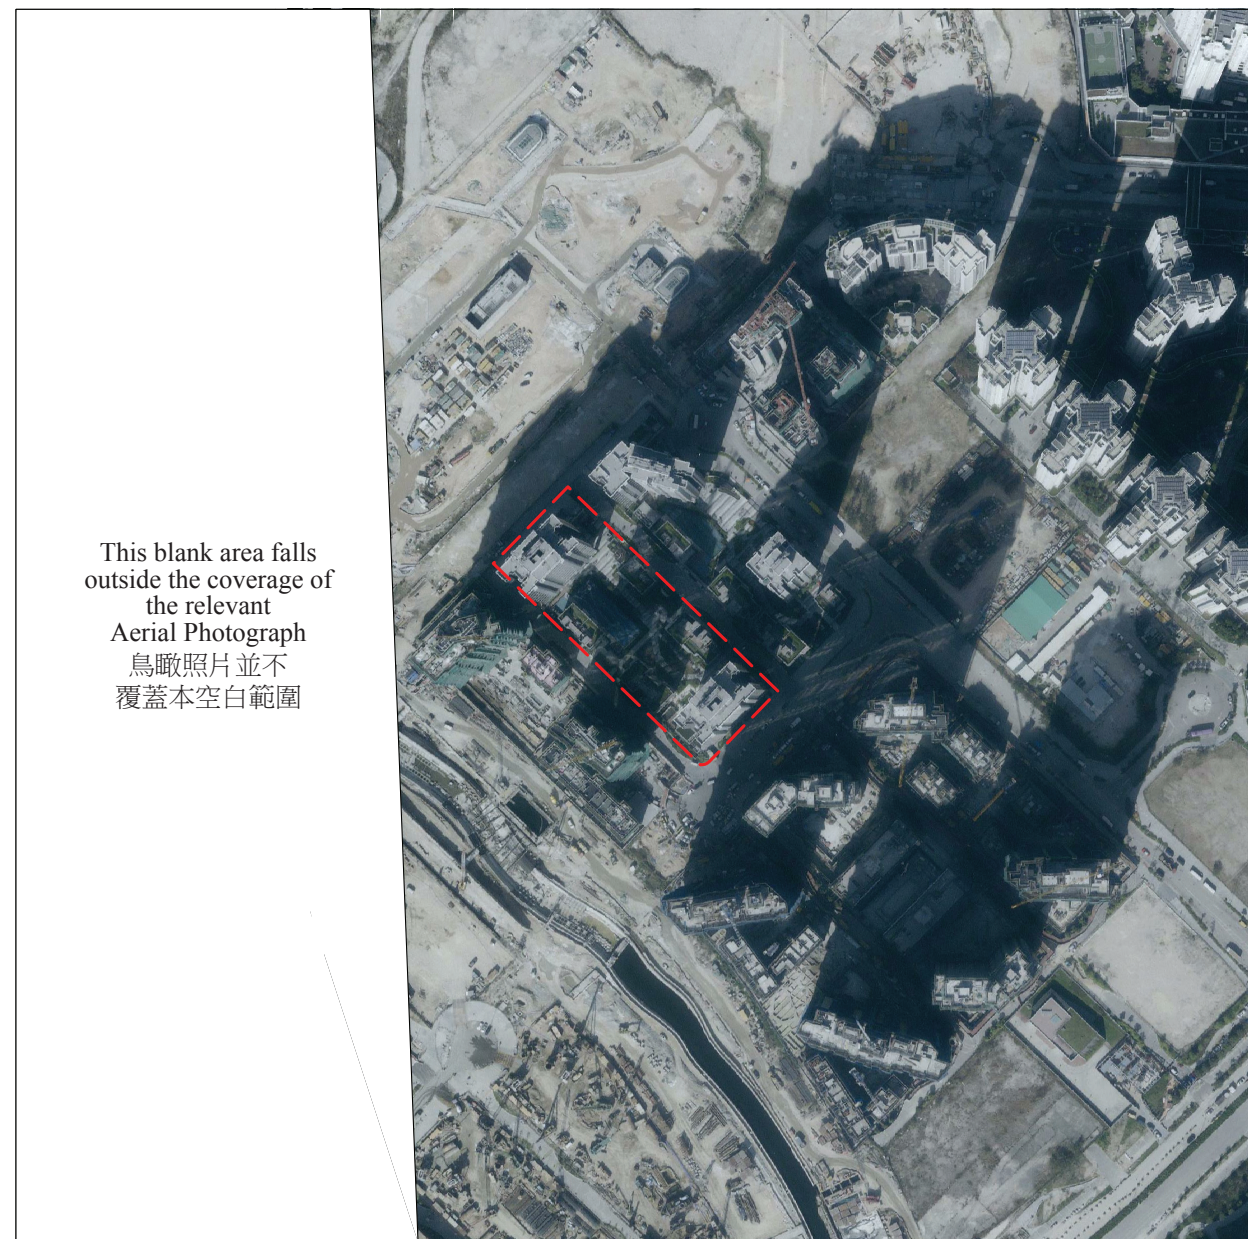 This blank area falls
outside the coverage of
the relevant
Aerial Photograph
鳥瞰照片並不
覆蓋本空白範圍